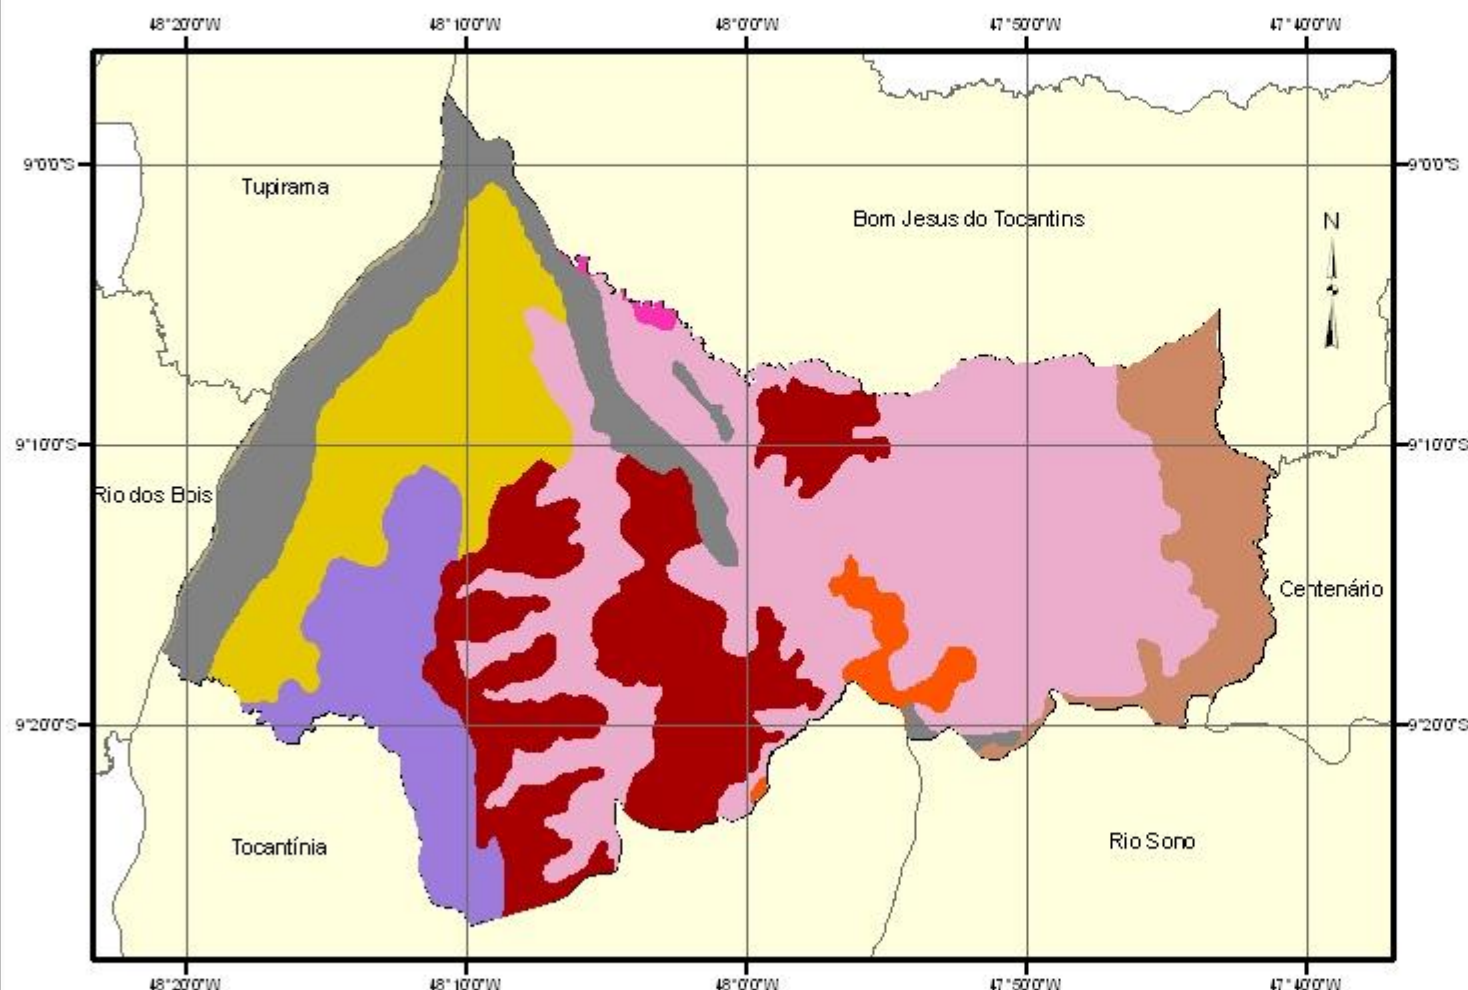 48°20'0"W 48°10'0"W 48°0'0"W 47°50'0"W 47°40'0"W
9°0'0"S 9°0'0"S
Tupirama
Bom Jesus do Tocantins
N
9°10'0"S 9°10'0"S
Rio dos Bois
Centenário
9°20'0"S 9°20'0"S
Tocantínia
Rio Sono
48°20'0"W 48°10'0"W 48°0'0"W 47°50'0"W 47°40'0"W